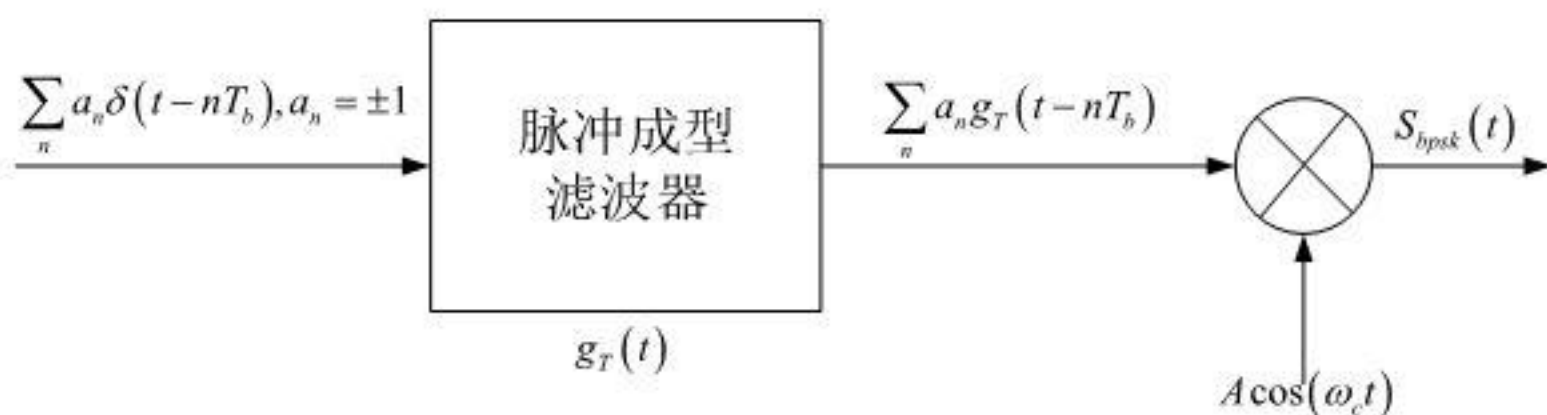 ∑ₙ aₙδ(t−nT_b), aₙ = ±1
脉冲成型
滤波器
g_T(t)
∑ₙ aₙg_T(t−nT_b)
S_bpsk(t)
A cos(ω_c t)